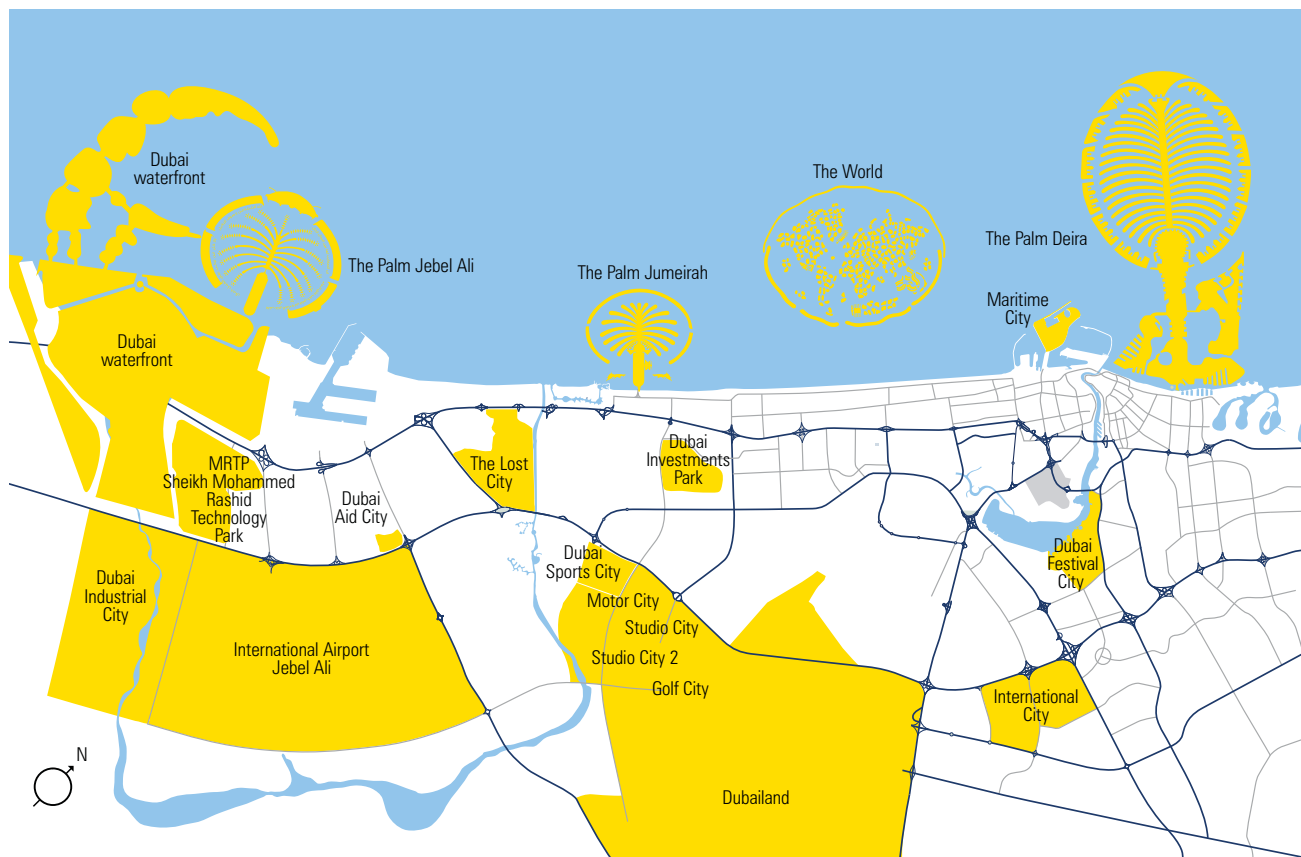 Dubai
waterfront
The World
The Palm Deira
The Palm Jebel Ali
The Palm Jumeirah
Maritime
City
Dubai
waterfront
MRTP
Sheikh Mohammed
Rashid
Technology
Park
Dubai
Aid City
The Lost
City
Dubai
Investments
Park
Dubai
Industrial
City
International Airport
Jebel Ali
Dubai
Sports City
Motor City
Studio City
Studio City 2
Golf City
Dubai
Festival
City
International
City
N
Dubailand